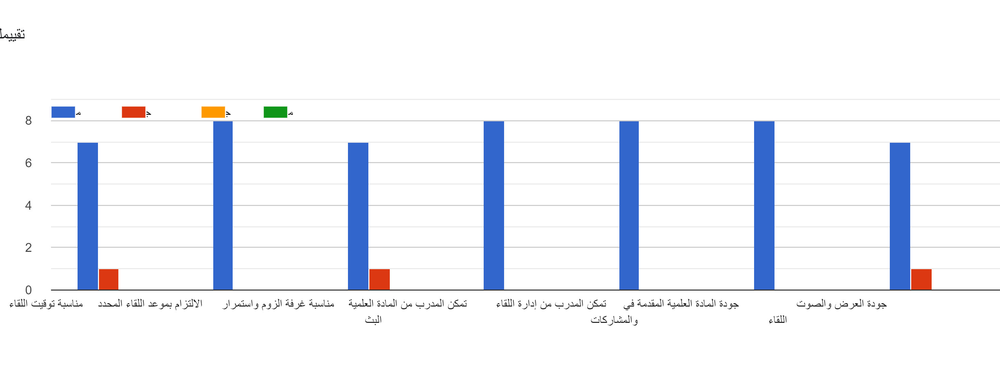 تقييمك
م ج ج م
8
6
4
2
0
مناسبة توقيت اللقاء
الالتزام بموعد اللقاء المحدد
مناسبة غرفة الزوم واستمرار
البث
تمكن المدرب من المادة العلمية
تمكن المدرب من إدارة اللقاء
والمشاركات
جودة المادة العلمية المقدمة في
اللقاء
جودة العرض والصوت